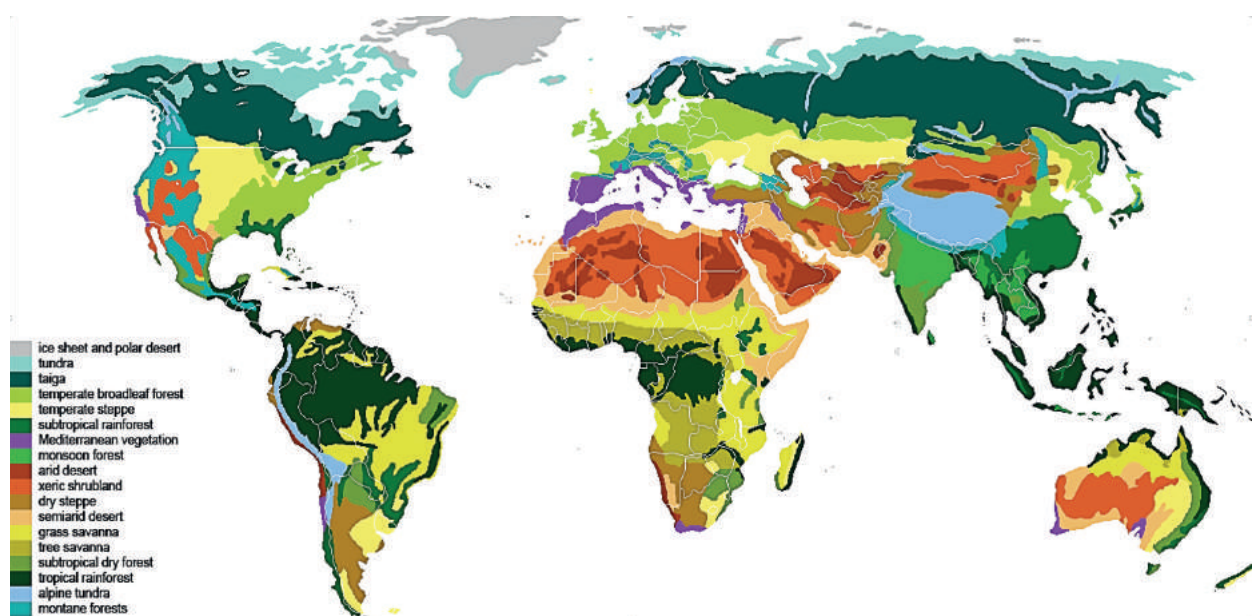 ice sheet and polar desert
tundra
taiga
temperate broadleaf forest
temperate steppe
subtropical rainforest
Mediterranean vegetation
monsoon forest
arid desert
xeric shrubland
dry steppe
semiarid desert
grass savanna
tree savanna
subtropical dry forest
tropical rainforest
alpine tundra
montane forests